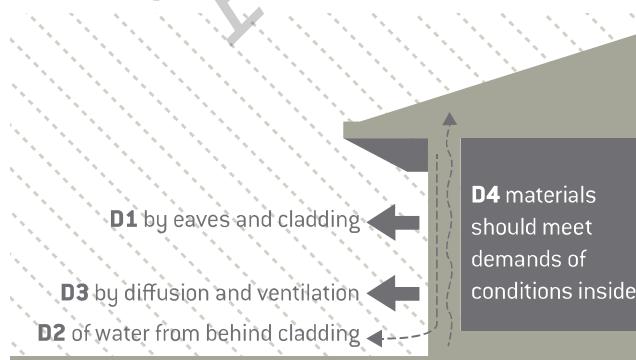 D1 by eaves and cladding
D4 materials
should meet
demands of
conditions inside
D3 by diffusion and ventilation
D2 of water from behind cladding